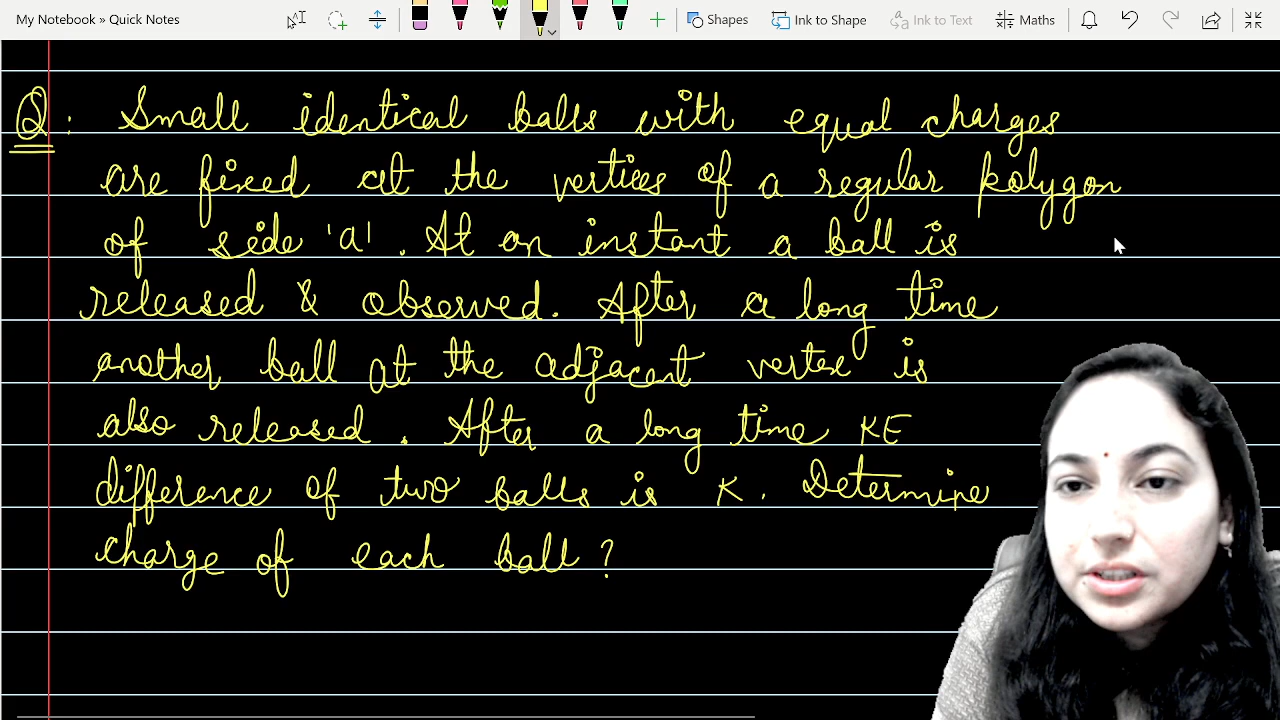 My Notebook » Quick Notes
Shapes
Ink to Shape
Ink to Text
Maths
Q: Small identical balls with equal charges
are fixed at the vertices of a regular polygon
of side 'a'. At an instant a ball is
released & observed. After a long time
another ball at the adjacent vertex is
also released. After a long time KE
difference of two balls is K. Determine
charge of each ball?